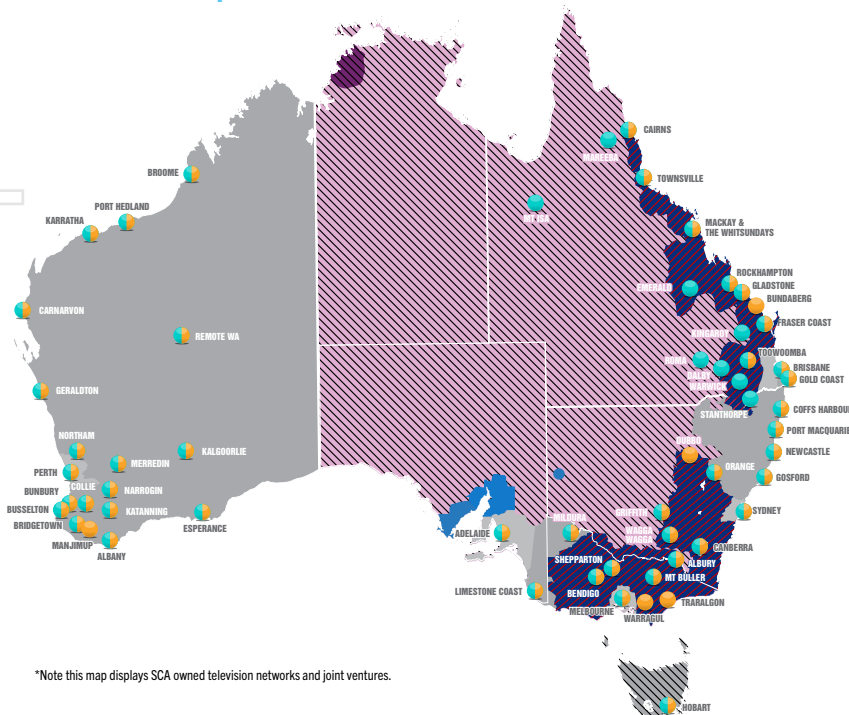 CAIRNS
MAREEBA
BROOME
TOWNSVILLE
PORT HEDLAND
MT ISA
KARRATHA
MACKAY &
THE WHITSUNDAYS
ROCKHAMPTON
EMERALD
GLADSTONE
BUNDABERG
CARNARVON
FRASER COAST
REMOTE WA
TOOWOOMBA
ROMA
DALBY
BRISBANE
WARWICK
GOLD COAST
GERALDTON
STANTHORPE
COFFS HARBOU
PORT MACQUARIE
NORTHAM
DUBBO
KALGOORLIE
NEWCASTLE
MERREDIN
ORANGE
PERTH
GOSFORD
COLLIE
BUNBURY
NARROGIN
BUSSELTON
KATANNING
GRIFFITH
SYDNEY
BRIDGETOWN
ESPERANCE
MILDURA
WAGGA
WAGGA
ADELAIDE
MANJIMUP
CANBERRA
ALBANY
SHEPPARTON
ALBURY
MT BULLER
LIMESTONE COAST
BENDIGO
MELBOURNE
TRARALGON
WARRAGUL
*Note this map displays SCA owned television networks and joint ventures.
HOBART